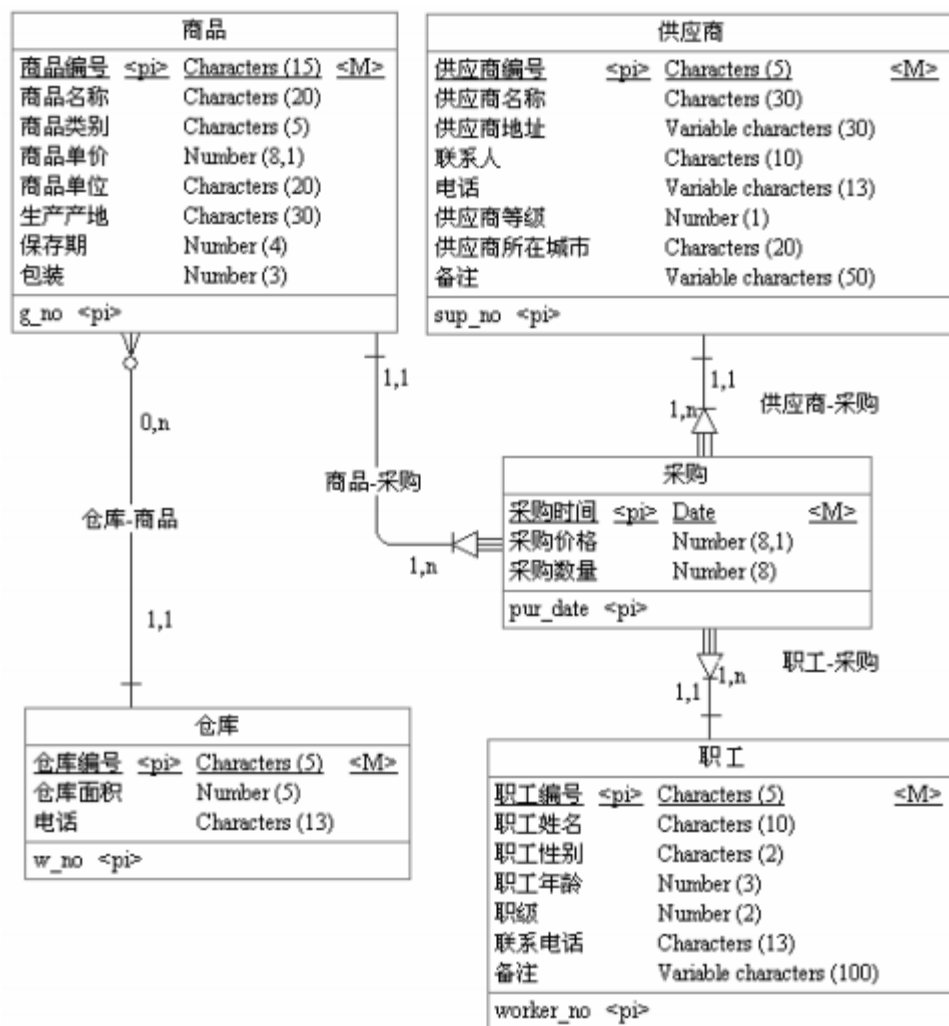 商品
商品编号 <pi> Characters (15) <M>
商品名称 Characters (20)
商品类别 Characters (5)
商品单价 Number (8,1)
商品单位 Characters (20)
生产产地 Characters (30)
保存期 Number (4)
包装 Number (3)
g_no <pi>
供应商
供应商编号 <pi> Characters (5) <M>
供应商名称 Characters (30)
供应商地址 Variable characters (30)
联系人 Characters (10)
电话 Variable characters (13)
供应商等级 Number (1)
供应商所在城市 Characters (20)
备注 Variable characters (50)
sup_no <pi>
1,1
1,1
0,n
1,n
供应商-采购
商品-采购
仓库-商品
1,n
采购
采购时间 <pi> Date <M>
采购价格 Number (8,1)
采购数量 Number (8)
pur_date <pi>
1,1
职工-采购
1,n
1,1
仓库
仓库编号 <pi> Characters (5) <M>
仓库面积 Number (5)
电话 Characters (13)
w_no <pi>
职工
职工编号 <pi> Characters (5) <M>
职工姓名 Characters (10)
职工性别 Characters (2)
职工年龄 Number (3)
职级 Number (2)
联系电话 Characters (13)
备注 Variable characters (100)
worker_no <pi>